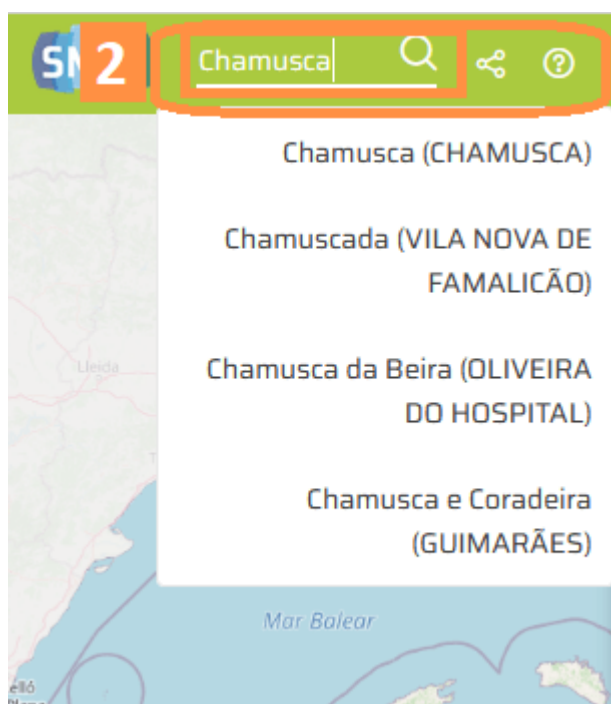 2
Chamusca
Chamusca (CHAMUSCA)
Chamuscada (VILA NOVA DE
FAMALICÃO)
Chamusca da Beira (OLIVEIRA
DO HOSPITAL)
Chamusca e Coradeira
(GUIMARÃES)
Lleida
Mar Balear